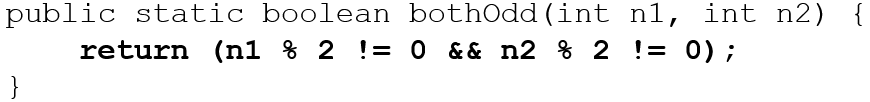 public static boolean bothOdd(int n1, int n2) {
    return (n1 % 2 != 0 && n2 % 2 != 0);
}